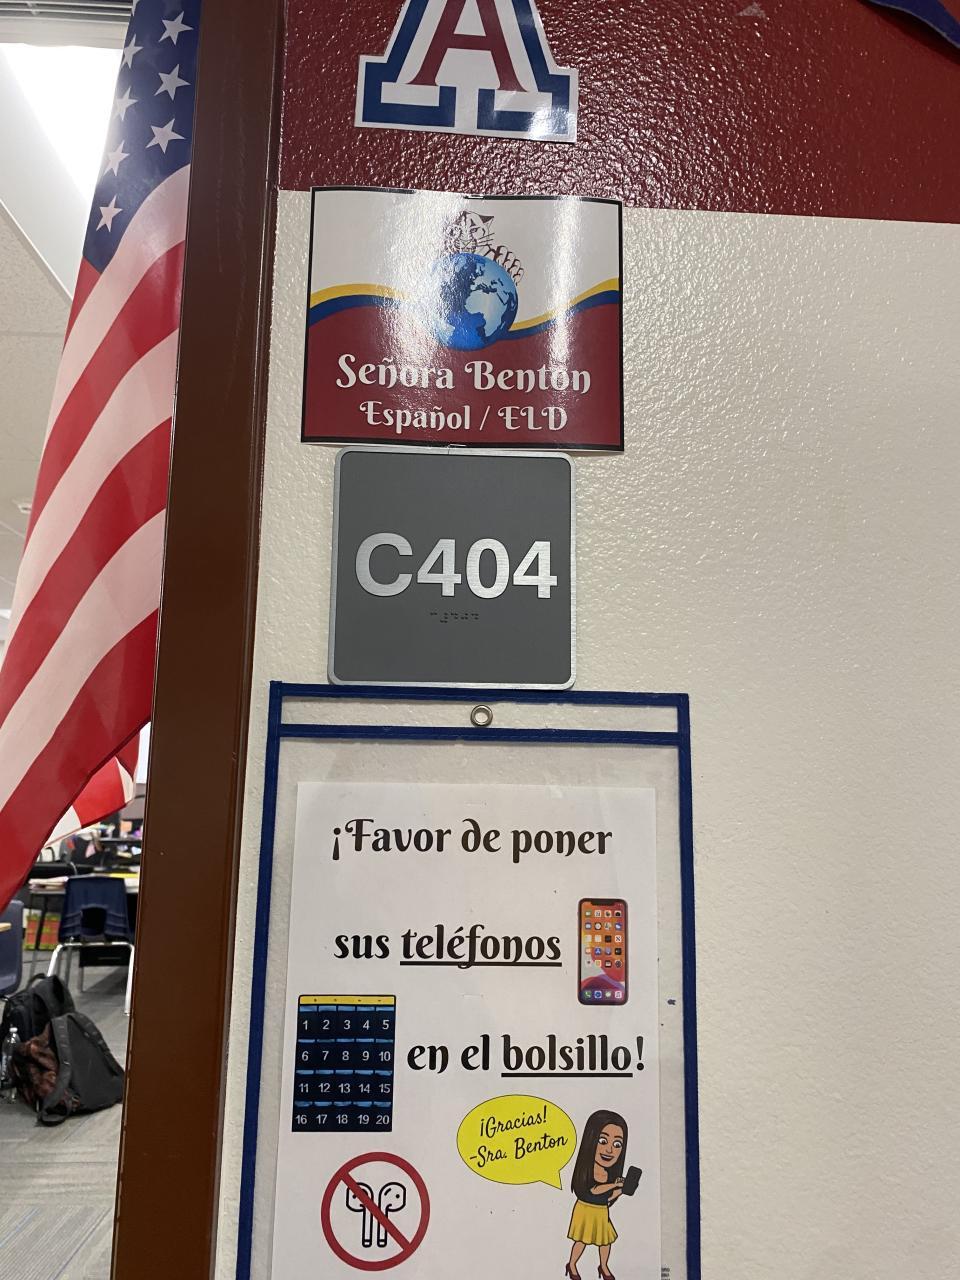 A
Señora Benton
Español / ELD
C404
¡Favor de poner
sus teléfonos
1 2 3 4 5
6 7 8 9 10
11 12 13 14 15
16 17 18 19 20
en el bolsillo!
¡Gracias!
-Sra. Benton